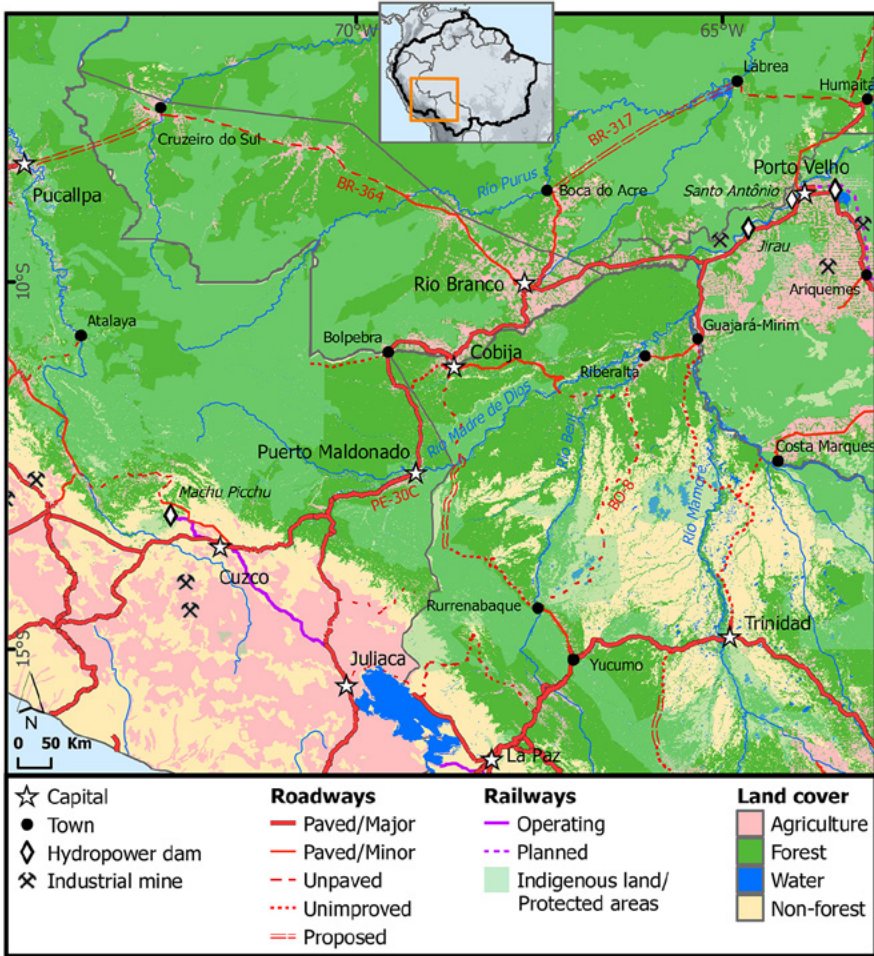 70°W
65°W
Lábrea
Humaitá
Cruzeiro do Sul
BR-317
Pucallpa
BR-364
Rio Purus
Boca do Acre
Porto Velho
Santo Antônio
Jirau
10°S
Rio Branco
Ariquemes
Atalaya
Bolpebra
Guajará-Mirim
Cobija
Riberalta
Rio Madre de Dios
Puerto Maldonado
Rio Beni
Costa Marques
Machu Picchu
PE-30C
BO-8
Rio Mamoré
Cuzco
Rurrenabaque
Trinidad
15°S
Juliaca
Yucumo
N
0 50 Km
La Paz
Capital
Town
Hydropower dam
Industrial mine
Roadways
Paved/Major
Paved/Minor
Unpaved
Unimproved
Proposed
Railways
Operating
Planned
Indigenous land/
Protected areas
Land cover
Agriculture
Forest
Water
Non-forest